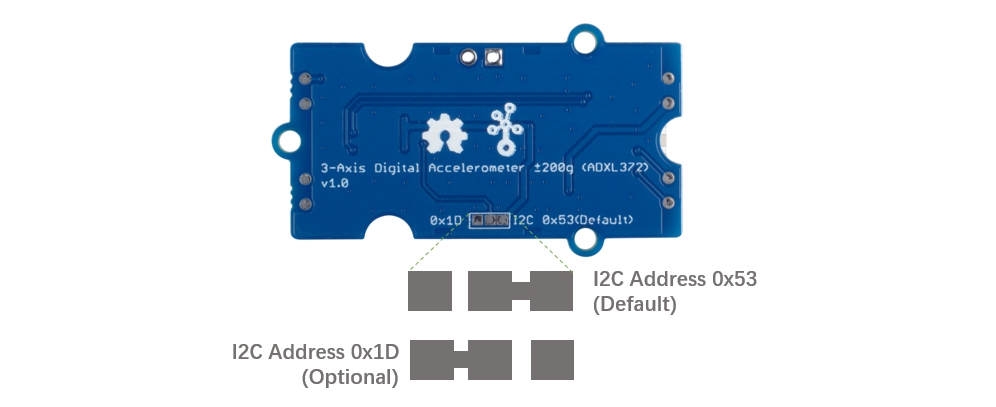 3-Axis Digital Accelerometer ±200g (ADXL372)
v1.0
0x1D I2C 0x53(Default)
I2C Address 0x53
(Default)
I2C Address 0x1D
(Optional)